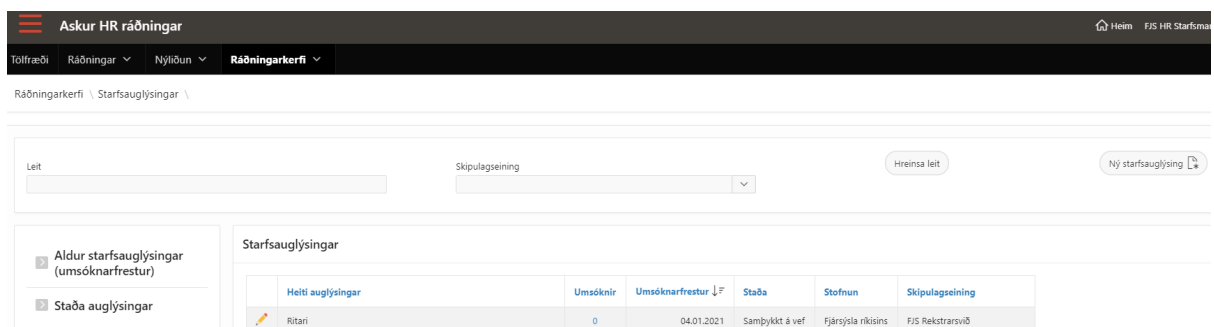 Askur HR ráðningar
Heim FJS HR Starfsmar
Tölfræði Ráðningar Nýliðun Ráðningarkerfi
Ráðningarkerfi \ Starfsauglýsingar \
Leit
Skipulagseining
Hreinsa leit
Ný starfsauglýsing
Aldur starfsauglýsingar
(umsóknarfrestur)
Staða auglýsingar
Starfsauglýsingar
Heiti auglýsingar Umsóknir Umsóknarfrestur Staða Stofnun Skipulagseining
Ritari 0 04.01.2021 Samþykkt á vef Fjársýsla ríkisins FJS Rekstrarsvið